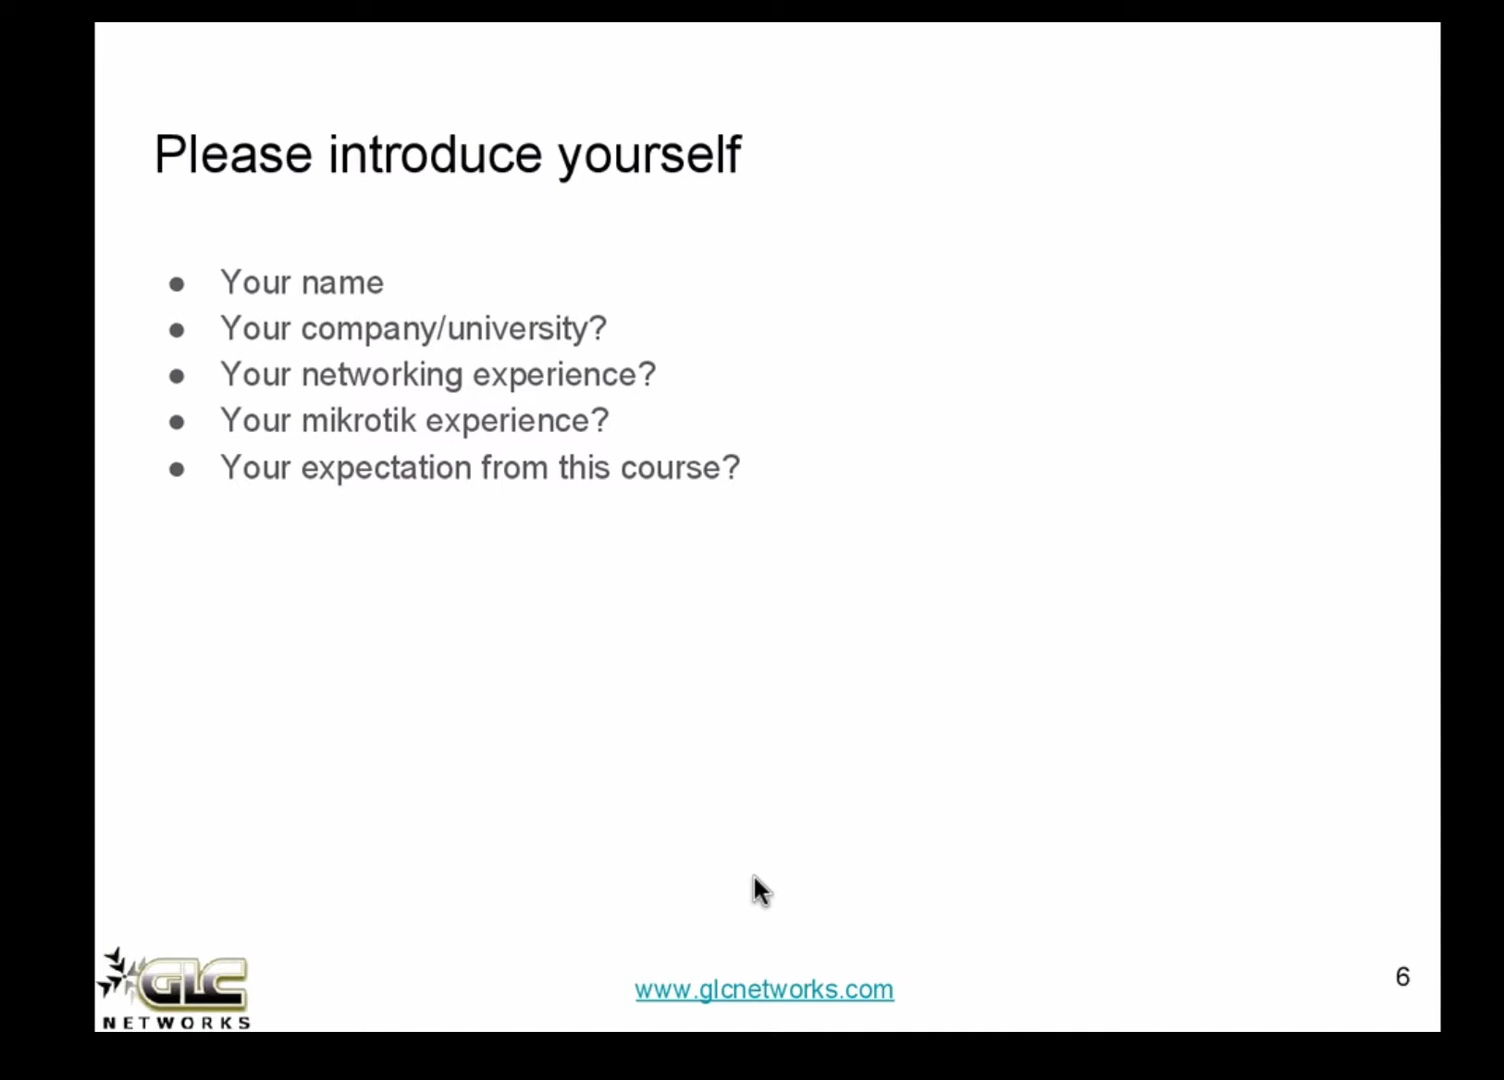 Please introduce yourself
● Your name
● Your company/university?
● Your networking experience?
● Your mikrotik experience?
● Your expectation from this course?
GLC
NETWORKS
www.glcnetworks.com
6